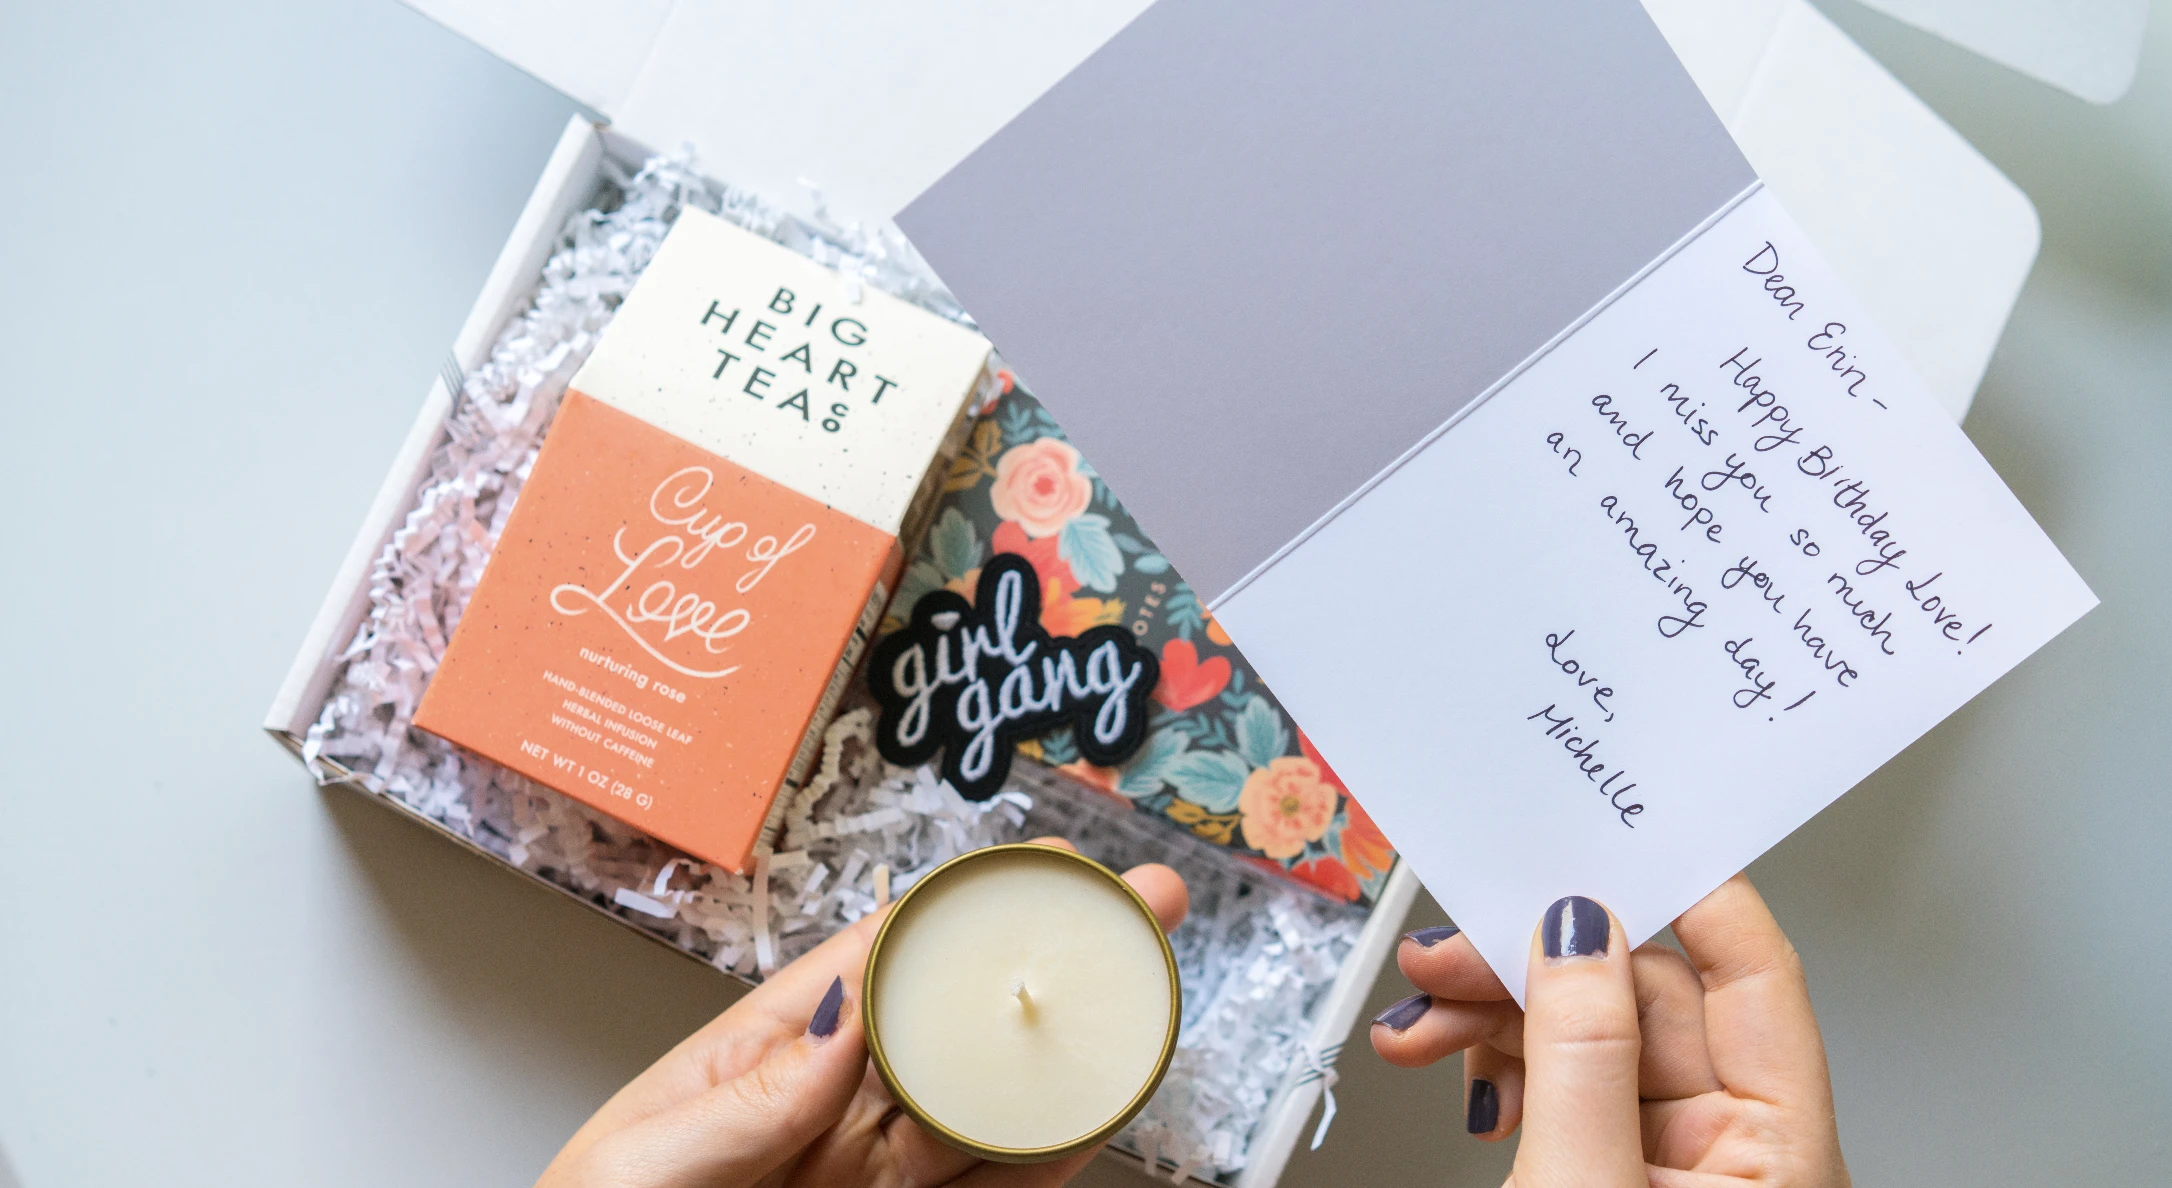 BIG
HEART
TEA CO
Cup of
Love
nurturing rose
HAND-BLENDED LOOSE LEAF
HERBAL INFUSION
WITHOUT CAFFEINE
NET WT 1 OZ (28 G)
girl
gang
Dear Erin -
Happy Birthday Love!
I miss you so much
and hope you have
an amazing day!
Love,
Michelle